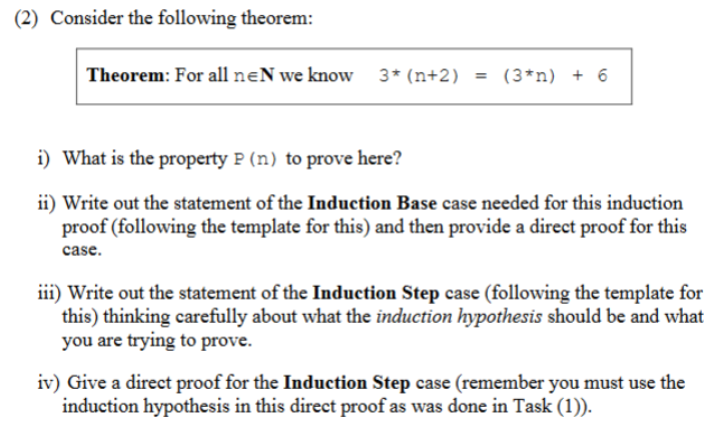 (2) Consider the following theorem:
Theorem: For all n∈N we know 3*(n+2) = (3*n) + 6
i) What is the property P(n) to prove here?
ii) Write out the statement of the Induction Base case needed for this induction
proof (following the template for this) and then provide a direct proof for this
case.
iii) Write out the statement of the Induction Step case (following the template for
this) thinking carefully about what the induction hypothesis should be and what
you are trying to prove.
iv) Give a direct proof for the Induction Step case (remember you must use the
induction hypothesis in this direct proof as was done in Task (1)).